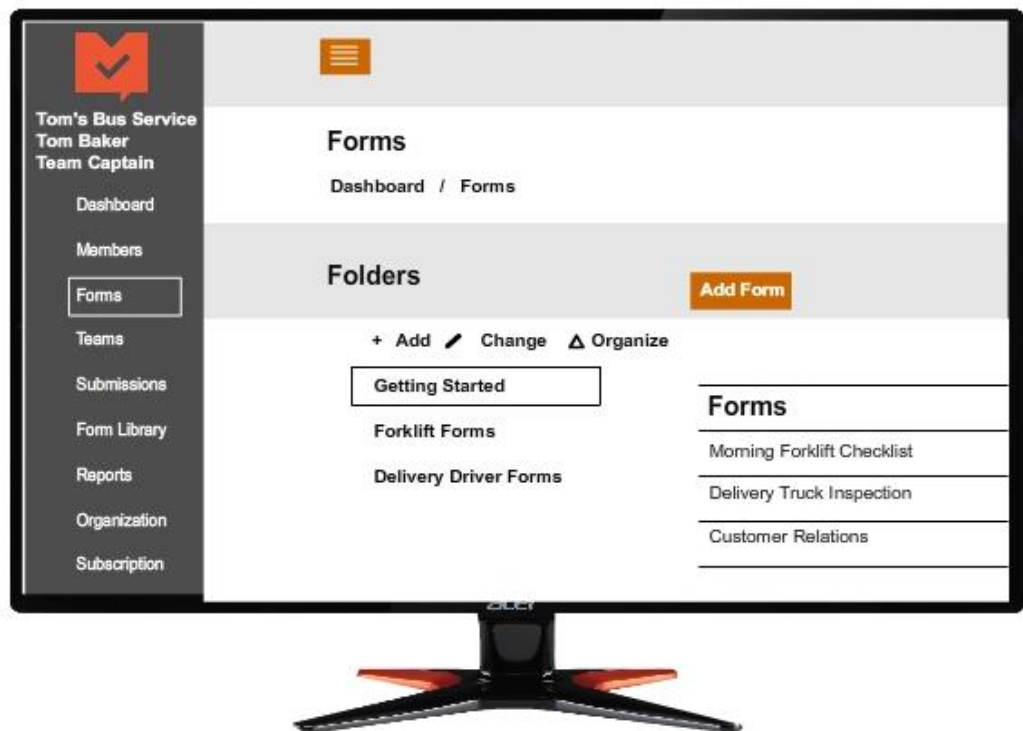 Tom's Bus Service
Tom Baker
Team Captain
Dashboard
Members
Forms
Teams
Submissions
Form Library
Reports
Organization
Subscription
Forms
Dashboard / Forms
Folders
Add Form
+ Add Change Organize
Getting Started
Forklift Forms
Delivery Driver Forms
Forms
Morning Forklift Checklist
Delivery Truck Inspection
Customer Relations
acer